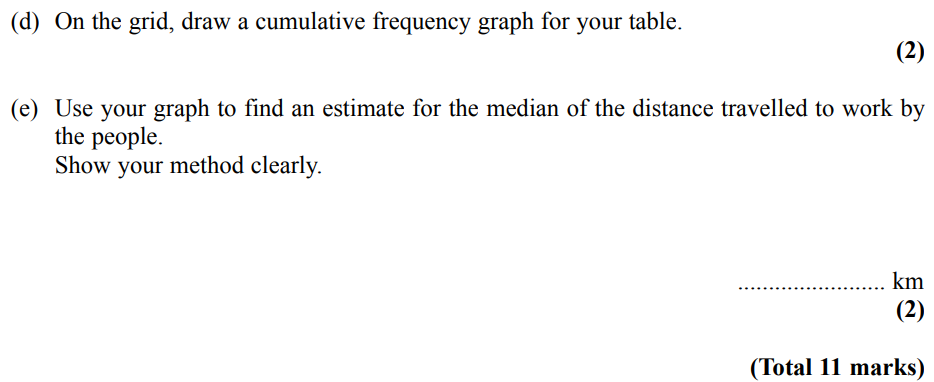 (d) On the grid, draw a cumulative frequency graph for your table.
(2)
(e) Use your graph to find an estimate for the median of the distance travelled to work by
the people.
Show your method clearly.
........................ km
(2)
(Total 11 marks)